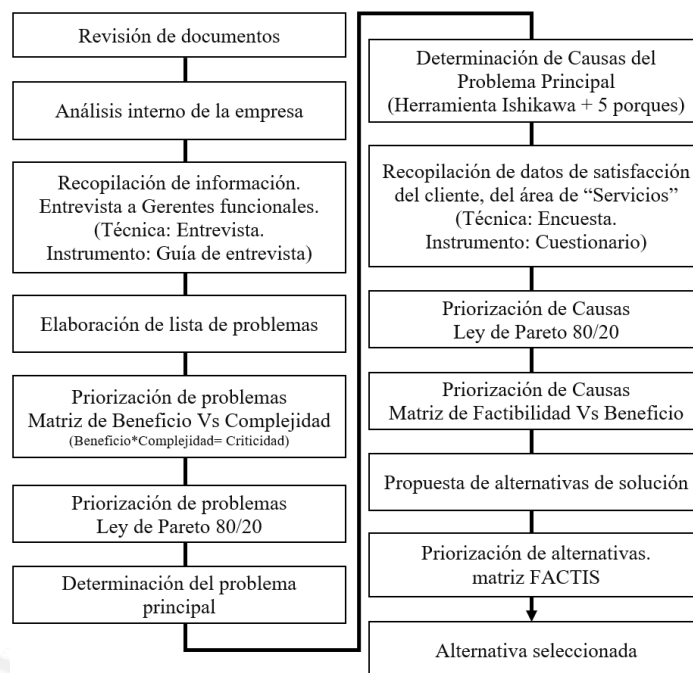 Revisión de documentos
Análisis interno de la empresa
Recopilación de información.
Entrevista a Gerentes funcionales.
(Técnica: Entrevista.
Instrumento: Guía de entrevista)
Elaboración de lista de problemas
Priorización de problemas
Matriz de Beneficio Vs Complejidad
(Beneficio*Complejidad= Criticidad)
Priorización de problemas
Ley de Pareto 80/20
Determinación del problema
principal
Determinación de Causas del
Problema Principal
(Herramienta Ishikawa + 5 porques)
Recopilación de datos de satisfacción
del cliente, del área de “Servicios”
(Técnica: Encuesta.
Instrumento: Cuestionario)
Priorización de Causas
Ley de Pareto 80/20
Priorización de Causas
Matriz de Factibilidad Vs Beneficio
Propuesta de alternativas de solución
Priorización de alternativas.
matriz FACTIS
Alternativa seleccionada